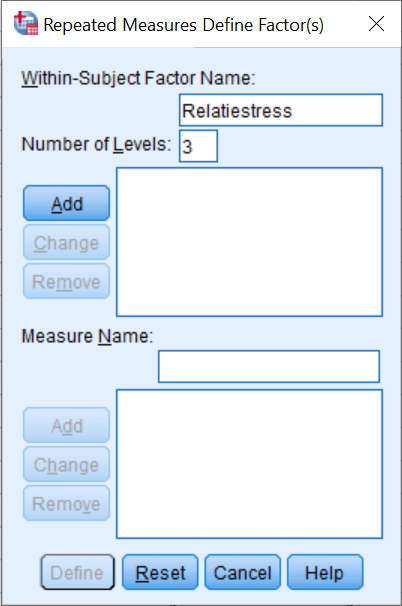 Repeated Measures Define Factor(s)
Within-Subject Factor Name:
Relatiestress
Number of Levels: 3
Add
Change
Remove
Measure Name:
Add
Change
Remove
Define Reset Cancel Help